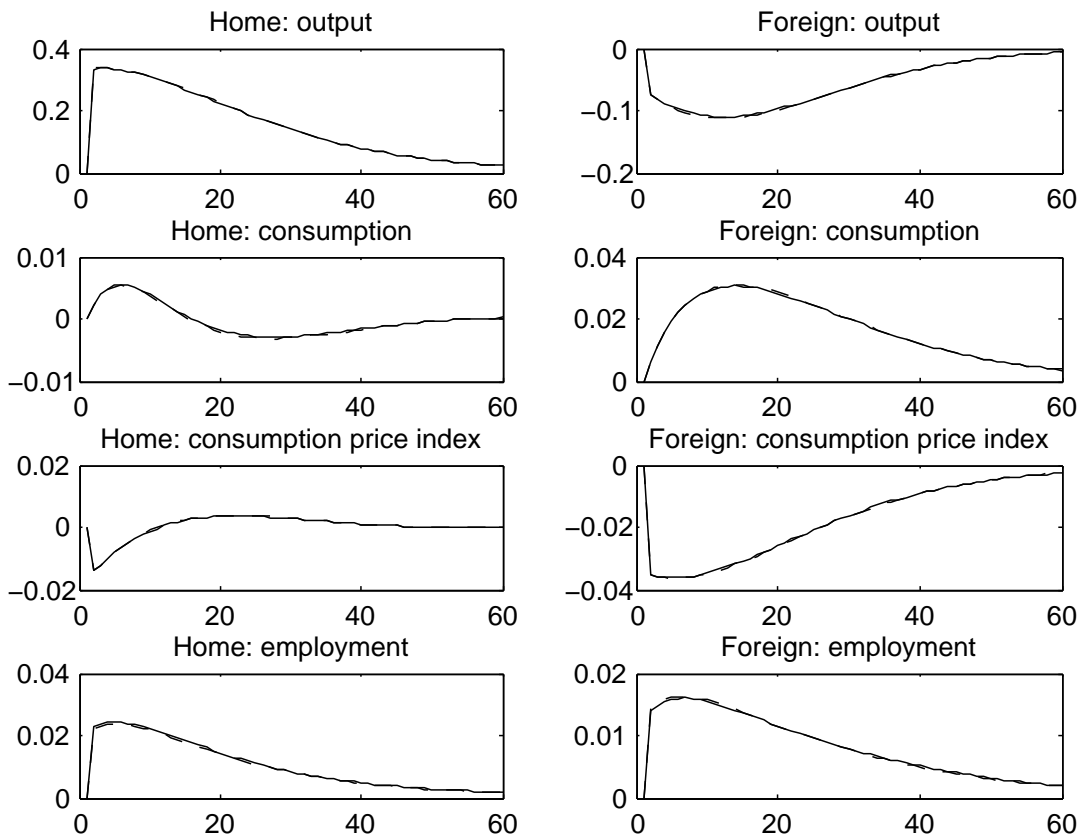 Home: output
0.4
0.2
0
0 20 40 60
Foreign: output
0
−0.1
−0.2
0 20 40 60
Home: consumption
0.01
0
−0.01
0 20 40 60
Foreign: consumption
0.04
0.02
0
0 20 40 60
Home: consumption price index
0.02
0
−0.02
0 20 40 60
Foreign: consumption price index
0
−0.02
−0.04
0 20 40 60
Home: employment
0.04
0.02
0
0 20 40 60
Foreign: employment
0.02
0.01
0
0 20 40 60